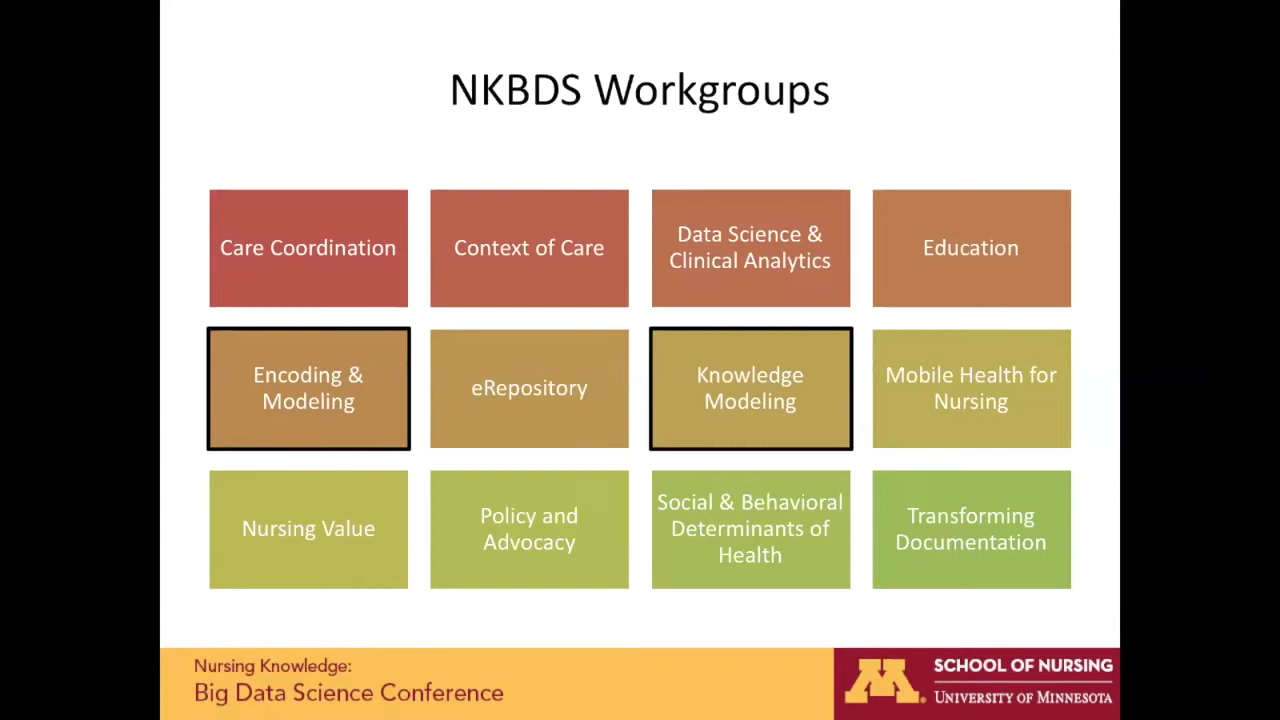 NKBDS Workgroups
Care Coordination
Context of Care
Data Science &
Clinical Analytics
Education
Encoding &
Modeling
eRepository
Knowledge
Modeling
Mobile Health for
Nursing
Nursing Value
Policy and
Advocacy
Social & Behavioral
Determinants of
Health
Transforming
Documentation
Nursing Knowledge:
Big Data Science Conference
M
SCHOOL OF NURSING
UNIVERSITY OF MINNESOTA